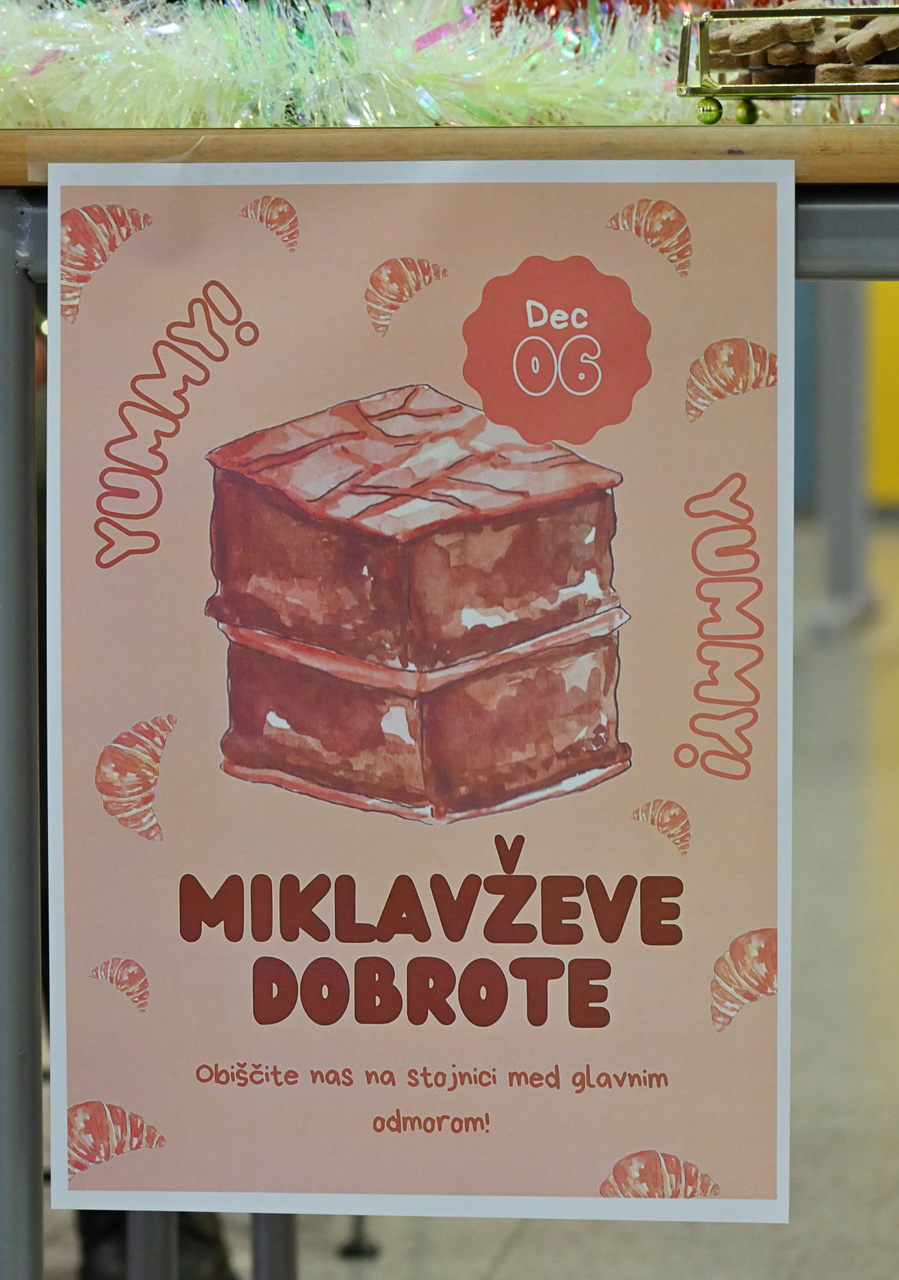 YUMMY!
Dec
06
YUMMY!
MIKLAVŽEVE
DOBROTE
Obiščite nas na stojnici med glavnim
odmorom!